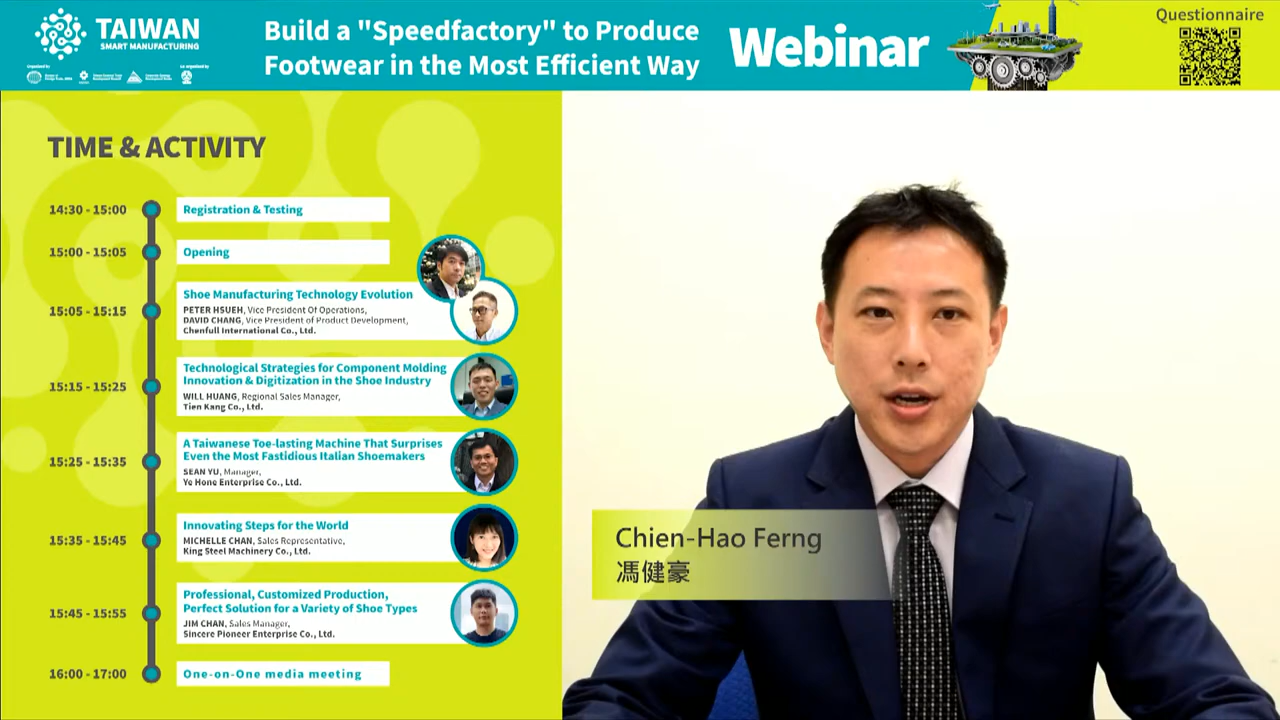 TAIWAN
SMART MANUFACTURING
Organized by
Co-organized by
Build a "Speedfactory" to Produce
Footwear in the Most Efficient Way
Webinar
Questionnaire
TIME & ACTIVITY
14:30 - 15:00
Registration & Testing
15:00 - 15:05
Opening
15:05 - 15:15
Shoe Manufacturing Technology Evolution
PETER HSUEH, Vice President Of Operations,
DAVID CHANG, Vice President of Product Development,
Chenfull International Co., Ltd.
15:15 - 15:25
Technological Strategies for Component Molding
Innovation & Digitization in the Shoe Industry
WILL HUANG, Regional Sales Manager,
Tien Kang Co., Ltd.
15:25 - 15:35
A Taiwanese Toe-lasting Machine That Surprises
Even the Most Fastidious Italian Shoemakers
SEAN YU, Manager,
Ye Hong Enterprise Co., Ltd.
15:35 - 15:45
Innovating Steps for the World
MICHELLE CHAN, Sales Representative,
King Steel Machinery Co., Ltd.
15:45 - 15:55
Professional, Customized Production,
Perfect Solution for a Variety of Shoe Types
JIM CHAN, Sales Manager,
Sincere Pioneer Enterprise Co., Ltd.
16:00 - 17:00
One-on-One media meeting
Chien-Hao Ferng
馮健豪